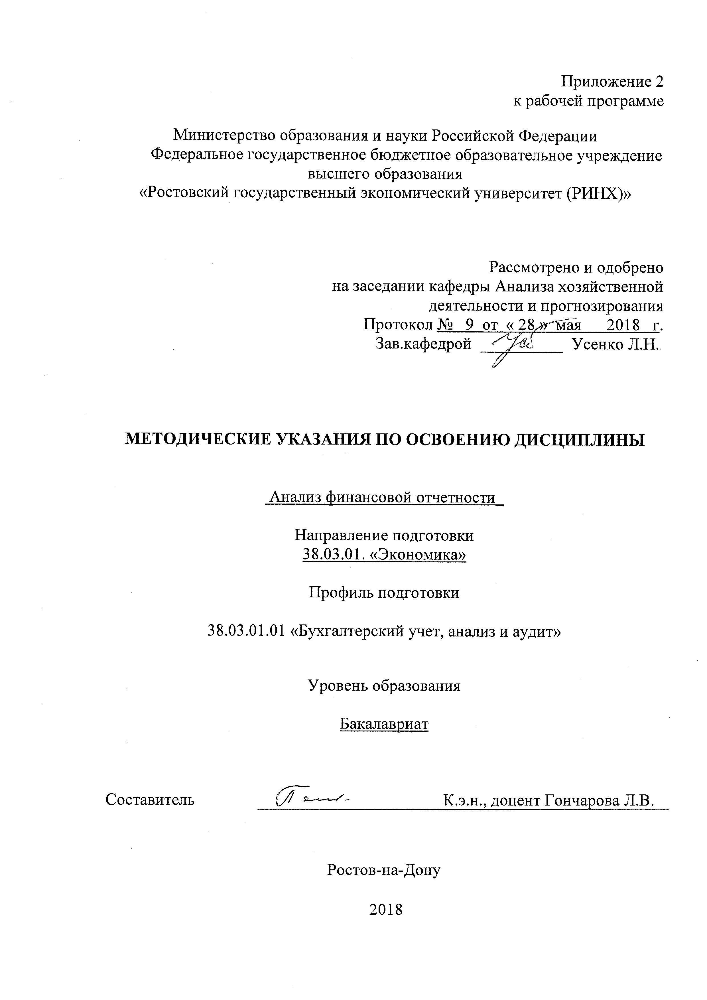 Приложение 2
к рабочей программе
Министерство образования и науки Российской Федерации
Федеральное государственное бюджетное образовательное учреждение
высшего образования
«Ростовский государственный экономический университет (РИНХ)»
Рассмотрено и одобрено
на заседании кафедры Анализа хозяйственной
деятельности и прогнозирования
Протокол № 9 от « 28 » мая 2018 г.
Зав.кафедрой Усенко Л.Н..
МЕТОДИЧЕСКИЕ УКАЗАНИЯ ПО ОСВОЕНИЮ ДИСЦИПЛИНЫ
Анализ финансовой отчетности
Направление подготовки
38.03.01. «Экономика»
Профиль подготовки
38.03.01.01 «Бухгалтерский учет, анализ и аудит»
Уровень образования
Бакалавриат
Составитель К.э.н., доцент Гончарова Л.В.
Ростов-на-Дону
2018